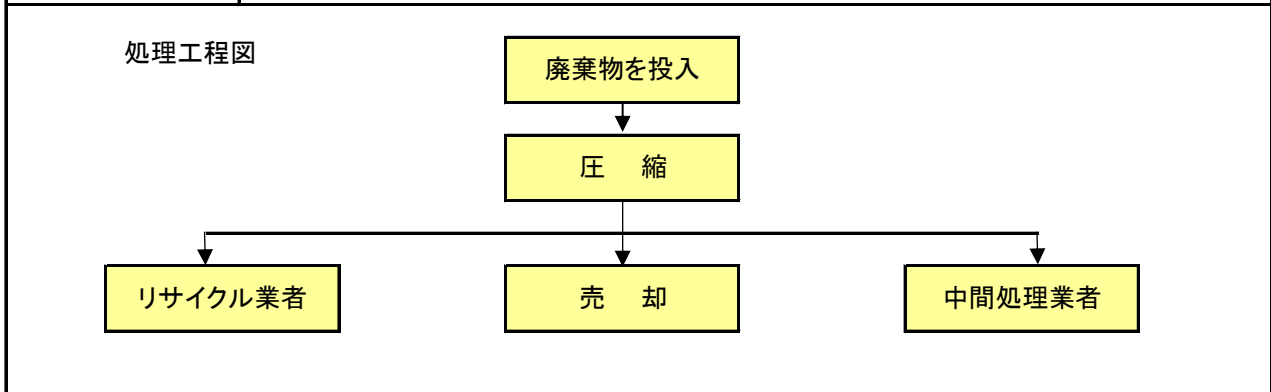 処理工程図
廃棄物を投入
圧　縮
リサイクル業者
売　却
中間処理業者